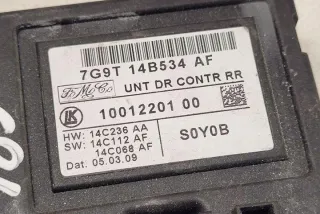 7G9T 14B534 AF
FoMoCo
UNT DR CONTR RR
LK
10012201 00
HW: 14C236 AA
SW: 14C112 AF
14C068 AF
Dat: 05.03.09
S0Y0B